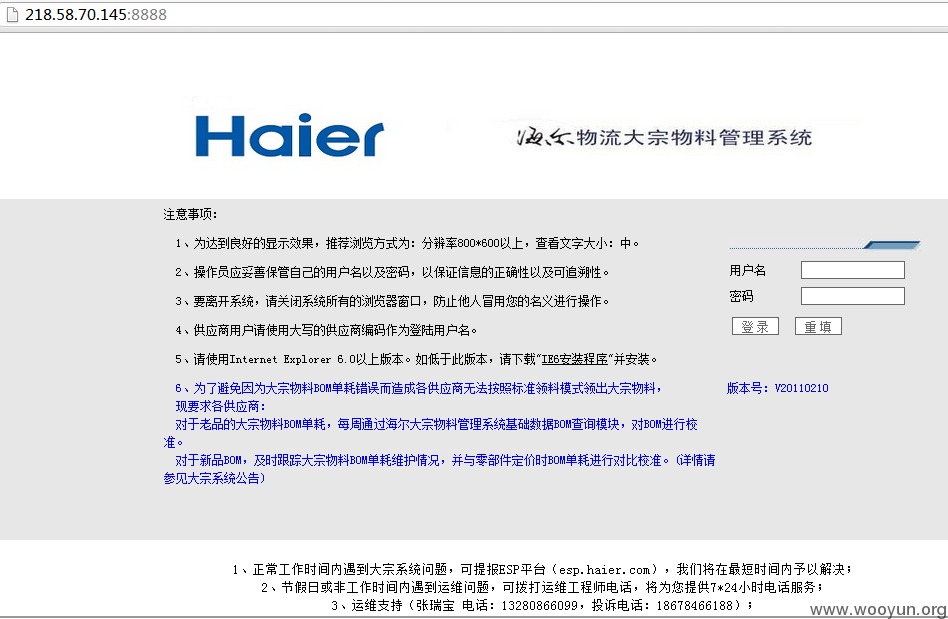 218.58.70.145:8888
Haier
海尔物流大宗物料管理系统
注意事项:
1、为达到良好的显示效果，推荐浏览方式为：分辨率800*600以上，查看文字大小：中。
2、操作员应妥善保管自己的用户名以及密码，以保证信息的正确性以及可追溯性。
3、要离开系统，请关闭系统所有的浏览器窗口，防止他人冒用您的名义进行操作。
4、供应商用户请使用大写的供应商编码作为登陆用户名。
5、请使用Internet Explorer 6.0以上版本。如低于此版本，请下载"IE6安装程序"并安装。
6、为了避免因为大宗物料BOM单耗错误而造成各供应商无法按照标准领料模式领出大宗物料，
现要求各供应商：
对于老品的大宗物料BOM单耗，每周通过海尔大宗物料管理系统基础数据BOM查询模块，对BOM进行校
准。
对于新品BOM，及时跟踪大宗物料BOM单耗维护情况，并与零部件定价时BOM单耗进行对比校准。(详情请
参见大宗系统公告)
用户名
密码
登录 重填
版本号：V20110210
1、正常工作时间内遇到大宗系统问题，可提报ESP平台（esp.haier.com），我们将在最短时间内予以解决；
2、节假日或非工作时间内遇到运维问题，可拨打运维工程师电话，将为您提供7*24小时电话服务；
3、运维支持（张瑞宝 电话：13280866099，投诉电话：18678466188）；
www.wooyun.org